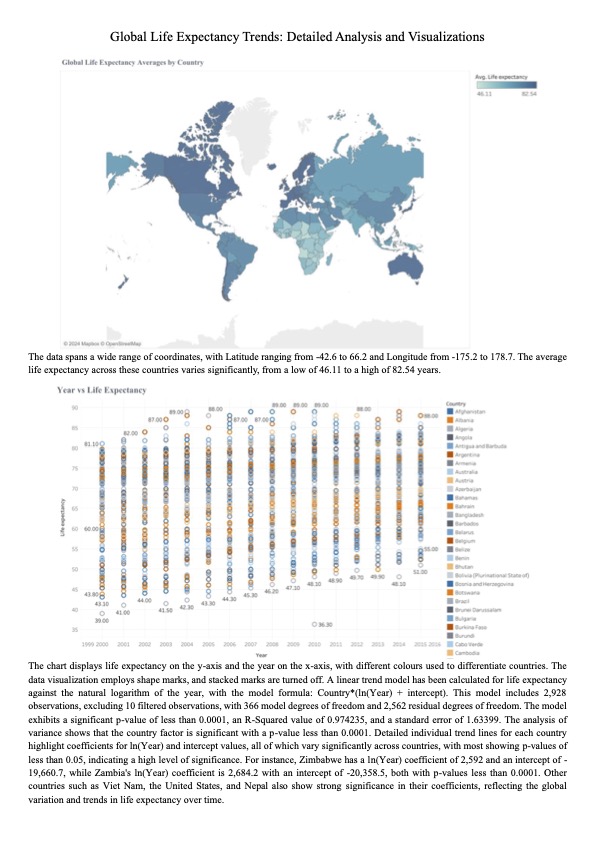 Global Life Expectancy Trends: Detailed Analysis and Visualizations
Global Life Expectancy Averages by Country
Avg. Life expectancy
46.11 82.54
© 2024 Mapbox © OpenStreetMap
The data spans a wide range of coordinates, with Latitude ranging from -42.6 to 66.2 and Longitude from -175.2 to 178.7. The average
life expectancy across these countries varies significantly, from a low of 46.11 to a high of 82.54 years.
Year vs Life Expectancy
Life expectancy
90
85
80
75
70
65
60
55
50
45
40
35
81.10
82.00
87.00
89.00
88.00
87.00
87.00
89.00
89.00
89.00
88.00
88.00
60.00
55.00
51.00
43.80
43.10
39.00
41.00
44.00
41.50
42.30
43.30
44.30
45.30
46.20
47.10
48.10
36.30
48.90
49.70
49.90
48.10
1999 2000 2001 2002 2003 2004 2005 2006 2007 2008 2009 2010 2011 2012 2013 2014 2015 2016
Year
Country
Afghanistan
Albania
Algeria
Angola
Antigua and Barbuda
Argentina
Armenia
Australia
Austria
Azerbaijan
Bahamas
Bahrain
Bangladesh
Barbados
Belarus
Belgium
Belize
Benin
Bhutan
Bolivia (Plurinational State of)
Bosnia and Herzegovina
Botswana
Brazil
Brunei Darussalam
Bulgaria
Burkina Faso
Burundi
Cabo Verde
Cambodia
The chart displays life expectancy on the y-axis and the year on the x-axis, with different colours used to differentiate countries. The
data visualization employs shape marks, and stacked marks are turned off. A linear trend model has been calculated for life expectancy
against the natural logarithm of the year, with the model formula: Country*(ln(Year) + intercept). This model includes 2,928
observations, excluding 10 filtered observations, with 366 model degrees of freedom and 2,562 residual degrees of freedom. The model
exhibits a significant p-value of less than 0.0001, an R-Squared value of 0.974235, and a standard error of 1.63399. The analysis of
variance shows that the country factor is significant with a p-value less than 0.0001. Detailed individual trend lines for each country
highlight coefficients for ln(Year) and intercept values, all of which vary significantly across countries, with most showing p-values of
less than 0.05, indicating a high level of significance. For instance, Zimbabwe has a ln(Year) coefficient of 2,592 and an intercept of -
19,660.7, while Zambia's ln(Year) coefficient is 2,684.2 with an intercept of -20,358.5, both with p-values less than 0.0001. Other
countries such as Viet Nam, the United States, and Nepal also show strong significance in their coefficients, reflecting the global
variation and trends in life expectancy over time.